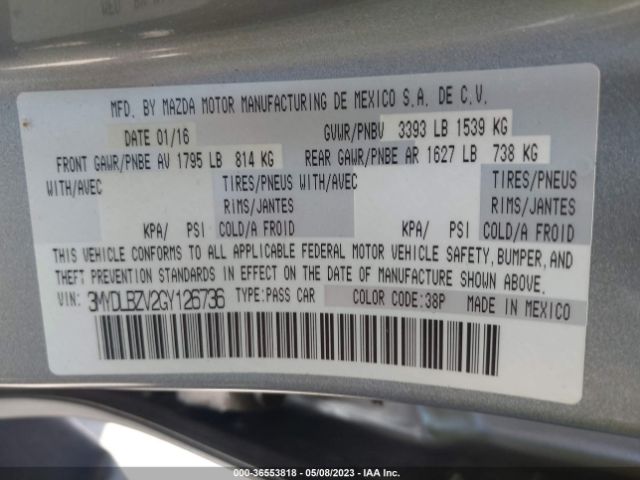 MFD. BY MAZDA MOTOR MANUFACTURING DE MEXICO S.A. DE C.V.
DATE 01/16 GVWR/PNBV 3393 LB 1539 KG
FRONT GAWR/PNBE AV 1795 LB 814 KG REAR GAWR/PNBE AR 1627 LB 738 KG
WITH/AVEC TIRES/PNEUS WITH/AVEC TIRES/PNEUS
RIMS/JANTES RIMS/JANTES
KPA/ PSI COLD/A FROID KPA/ PSI COLD/A FROID
THIS VEHICLE CONFORMS TO ALL APPLICABLE FEDERAL MOTOR VEHICLE SAFETY, BUMPER, AND
THEFT PREVENTION STANDARDS IN EFFECT ON THE DATE OF MANUFACTURE SHOWN ABOVE.
VIN: 3MYDLBZV2GY126736 TYPE:PASS CAR COLOR CODE:38P MADE IN MEXICO
000-36553818 - 05/08/2023 - IAA Inc.